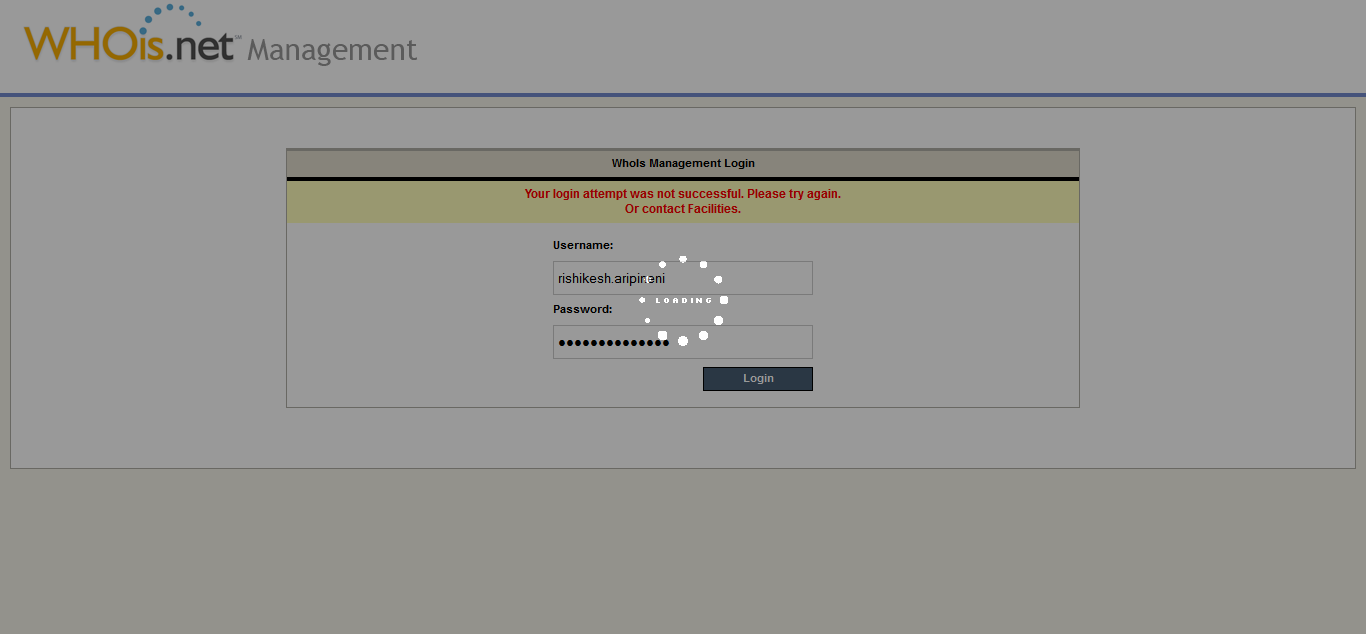 WHOis.net™ Management
WhoIs Management Login
Your login attempt was not successful. Please try again.
Or contact Facilities.
Username:
rishikesh.aripineni
LOADING
Password:
●●●●●●●●●●●●●●
Login